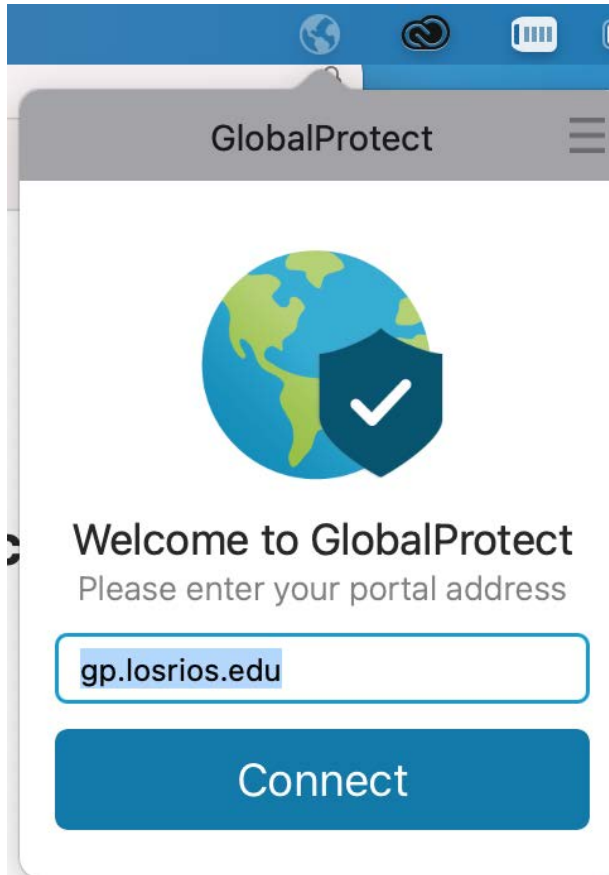 GlobalProtect
Welcome to GlobalProtect
Please enter your portal address
gp.losrios.edu
Connect